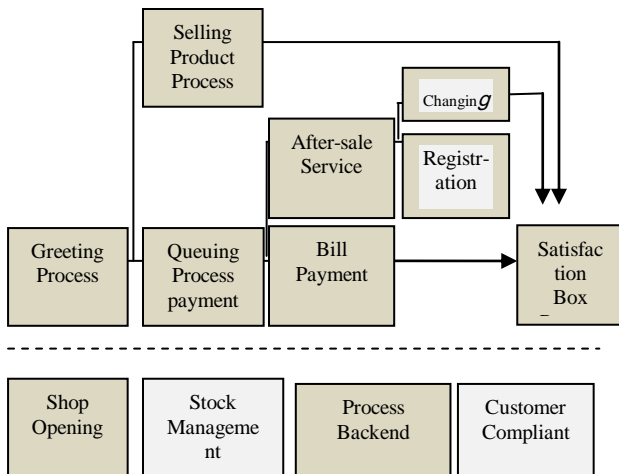 Selling
Product
Process
Changing
After-sale
Service
Registr-
ation
Greeting
Process
Queuing
Process
payment
Bill
Payment
Satisfac
tion
Box
Shop
Opening
Stock
Manageme
nt
Process
Backend
Customer
Compliant